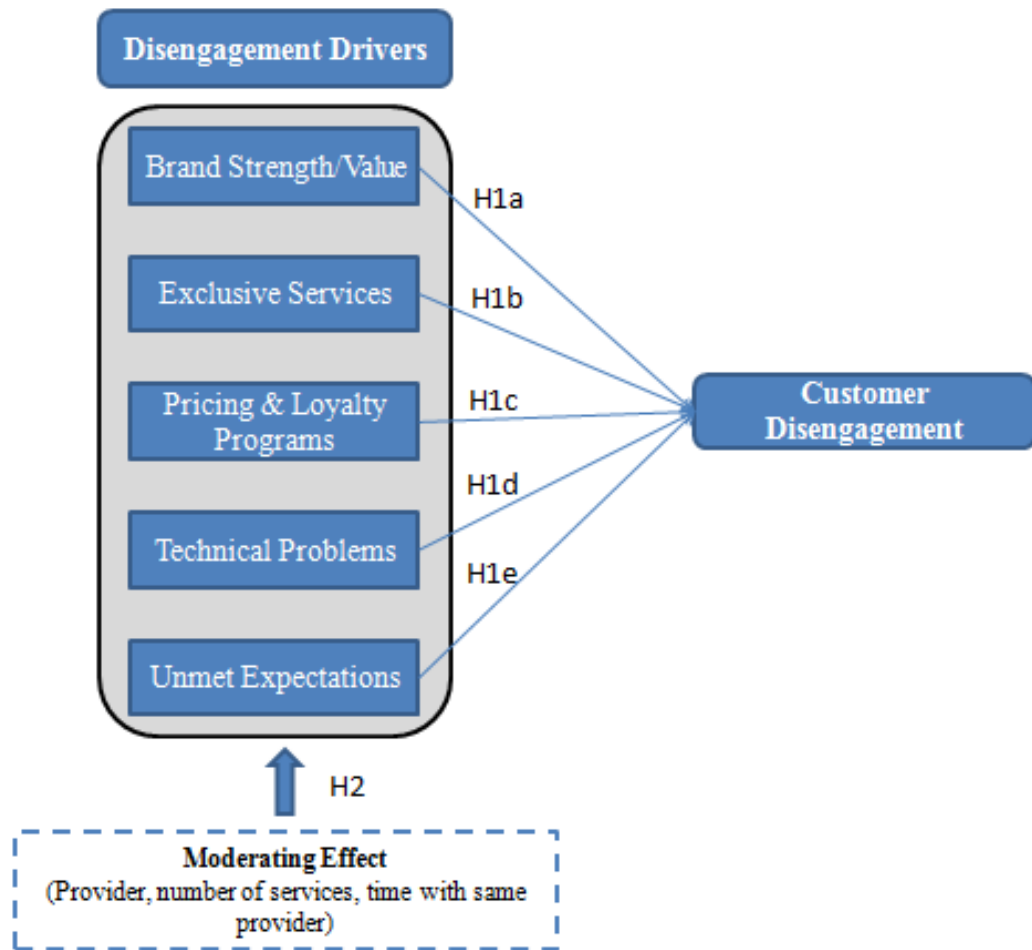 Disengagement Drivers
Brand Strength/Value
H1a
Exclusive Services
H1b
Pricing & Loyalty
Programs
H1c
Customer
Disengagement
H1d
Technical Problems
H1e
Unmet Expectations
H2
Moderating Effect
(Provider, number of services, time with same
provider)